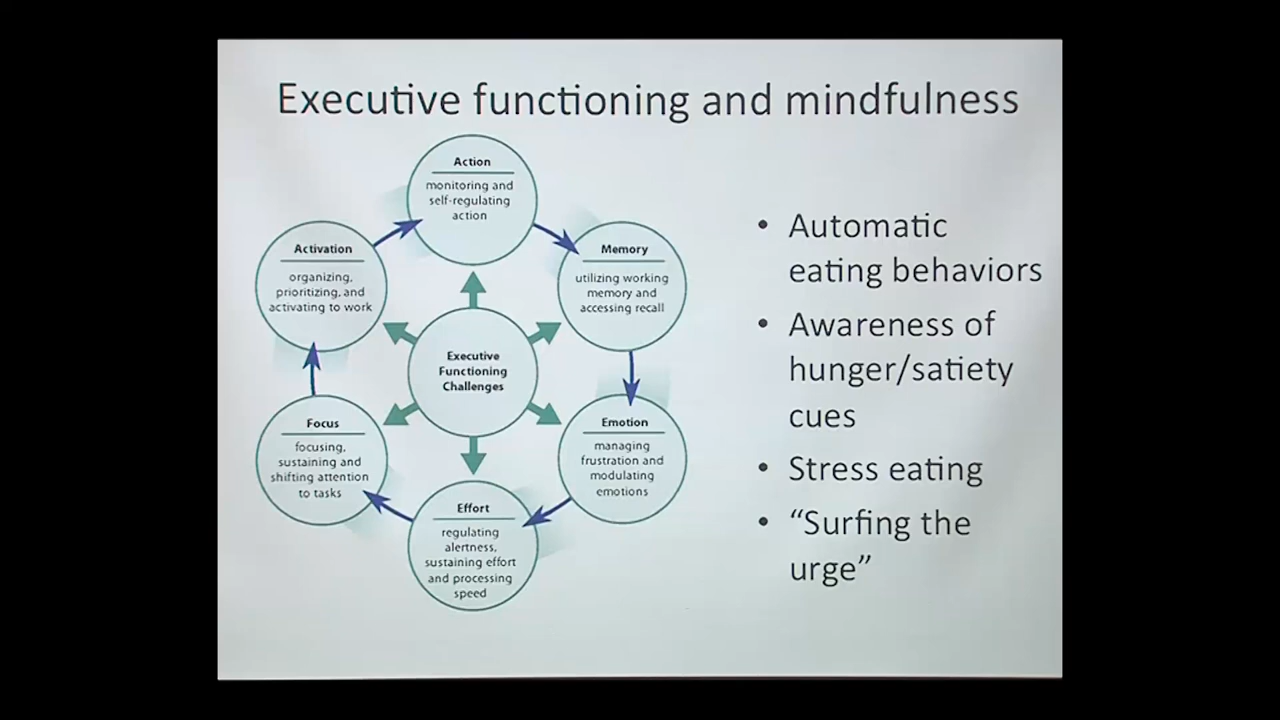 Executive functioning and mindfulness
Action
monitoring and
self-regulating
action
Memory
utilizing working
memory and
accessing recall
Emotion
managing
frustration and
modulating
emotions
Effort
regulating
alertness,
sustaining effort
and processing
speed
Focus
focusing,
sustaining and
shifting attention
to tasks
Activation
organizing,
prioritizing, and
activating to work
Executive
Functioning
Challenges
• Automatic
eating behaviors
• Awareness of
hunger/satiety
cues
• Stress eating
• “Surfing the
urge”